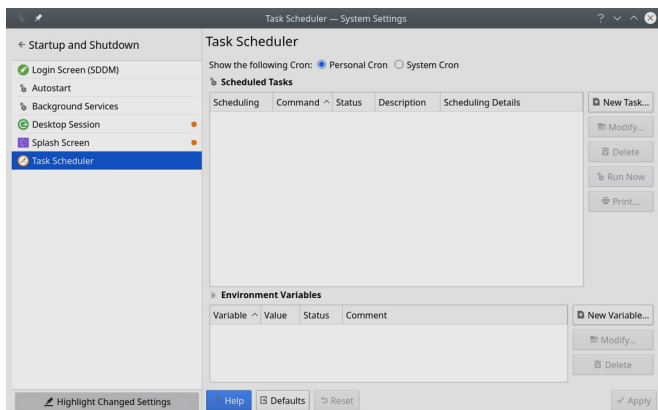 Task Scheduler — System Settings
?
← Startup and Shutdown
Login Screen (SDDM)
Autostart
Background Services
Desktop Session
Splash Screen
Task Scheduler
Highlight Changed Settings
Task Scheduler
Show the following Cron: Personal Cron System Cron
Scheduled Tasks
Scheduling Command Status Description Scheduling Details
New Task...
Modify...
Delete
Run Now
Print...
Environment Variables
Variable Value Status Comment
New Variable...
Modify...
Delete
Help Defaults Reset Apply